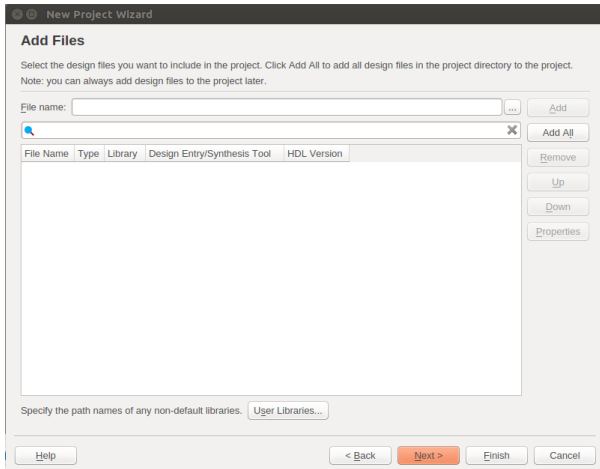 New Project Wizard
Add Files
Select the design files you want to include in the project. Click Add All to add all design files in the project directory to the project.
Note: you can always add design files to the project later.
File name: ... Add
Add All
File Name Type Library Design Entry/Synthesis Tool HDL Version
Remove
Up
Down
Properties
Specify the path names of any non-default libraries. User Libraries...
Help < Back Next > Finish Cancel